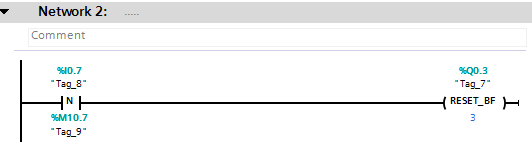 Network 2: .....
Comment
%I0.7 %Q0.3
"Tag_8" "Tag_7"
N RESET_BF
%M10.7 3
"Tag_9"